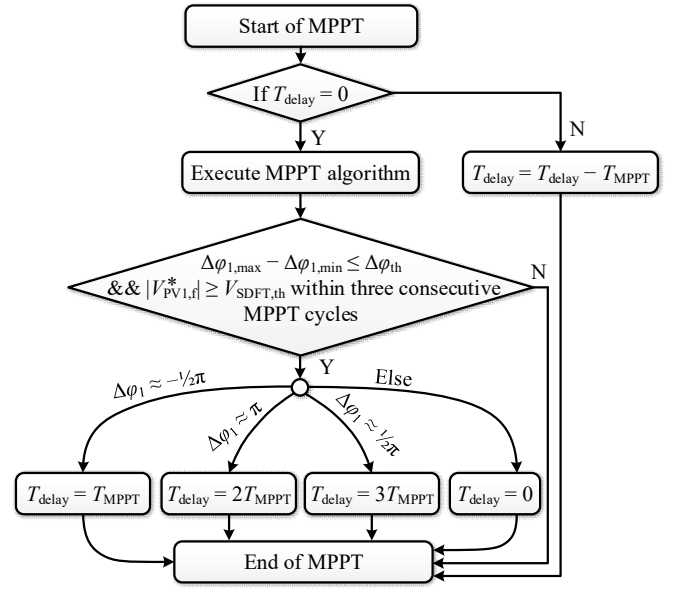 Start of MPPT
If T_delay = 0
N
Y
Execute MPPT algorithm
T_delay = T_delay − T_MPPT
Δφ_1,max − Δφ_1,min ≤ Δφ_th
&& |V*_PV1,f| ≥ V_SDFT,th within three consecutive
MPPT cycles
N
Y
Δφ_1 ≈ −½π
Δφ_1 ≈ π
Δφ_1 ≈ ½π
Else
T_delay = T_MPPT
T_delay = 2T_MPPT
T_delay = 3T_MPPT
T_delay = 0
End of MPPT